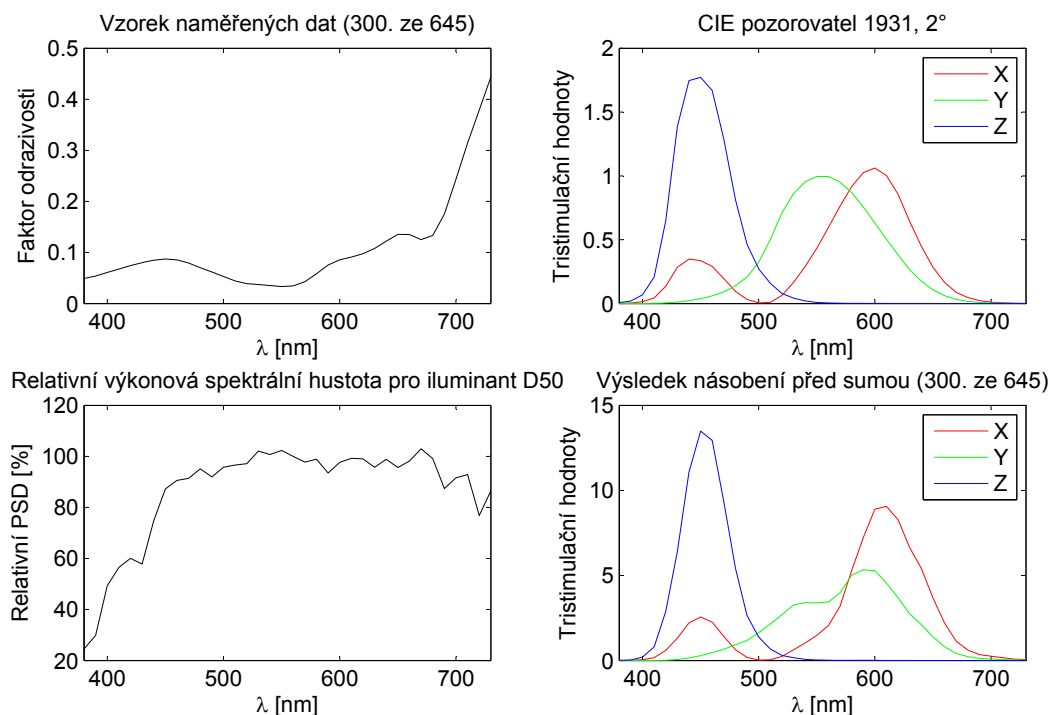 Vzorek naměřených dat (300. ze 645)
Faktor odrazivosti
0.5
0.4
0.3
0.2
0.1
0
400 500 600 700
λ [nm]
CIE pozorovatel 1931, 2°
Tristimulační hodnoty
2
1.5
1
0.5
0
X
Y
Z
400 500 600 700
λ [nm]
Relativní výkonová spektrální hustota pro iluminant D50
Relativní PSD [%]
120
100
80
60
40
20
400 500 600 700
λ [nm]
Výsledek násobení před sumou (300. ze 645)
Tristimulační hodnoty
15
10
5
0
X
Y
Z
400 500 600 700
λ [nm]